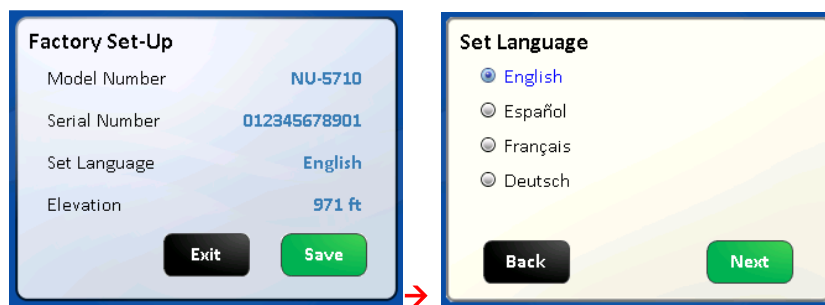 Factory Set-Up
Model Number NU-5710
Serial Number 012345678901
Set Language English
Elevation 971 ft
Exit Save
→
Set Language
English
Español
Français
Deutsch
Back Next